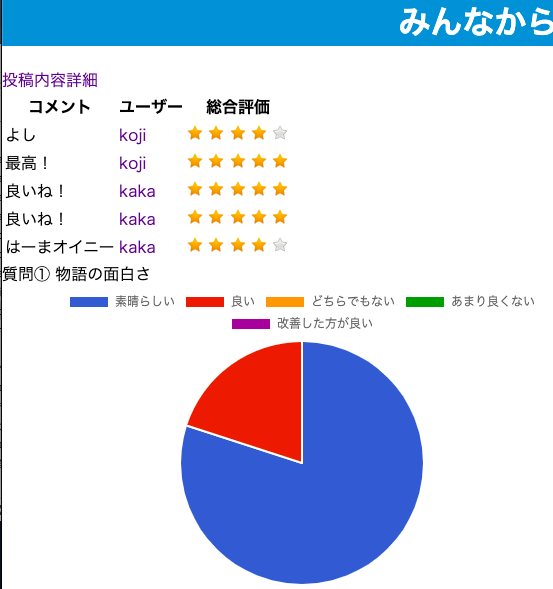 みんなから
投稿内容詳細
コメント ユーザー 総合評価
よし koji
最高！ koji
良いね！ kaka
良いね！ kaka
はーまオイニー kaka
質問① 物語の面白さ
素晴らしい 良い どちらでもない あまり良くない
改善した方が良い